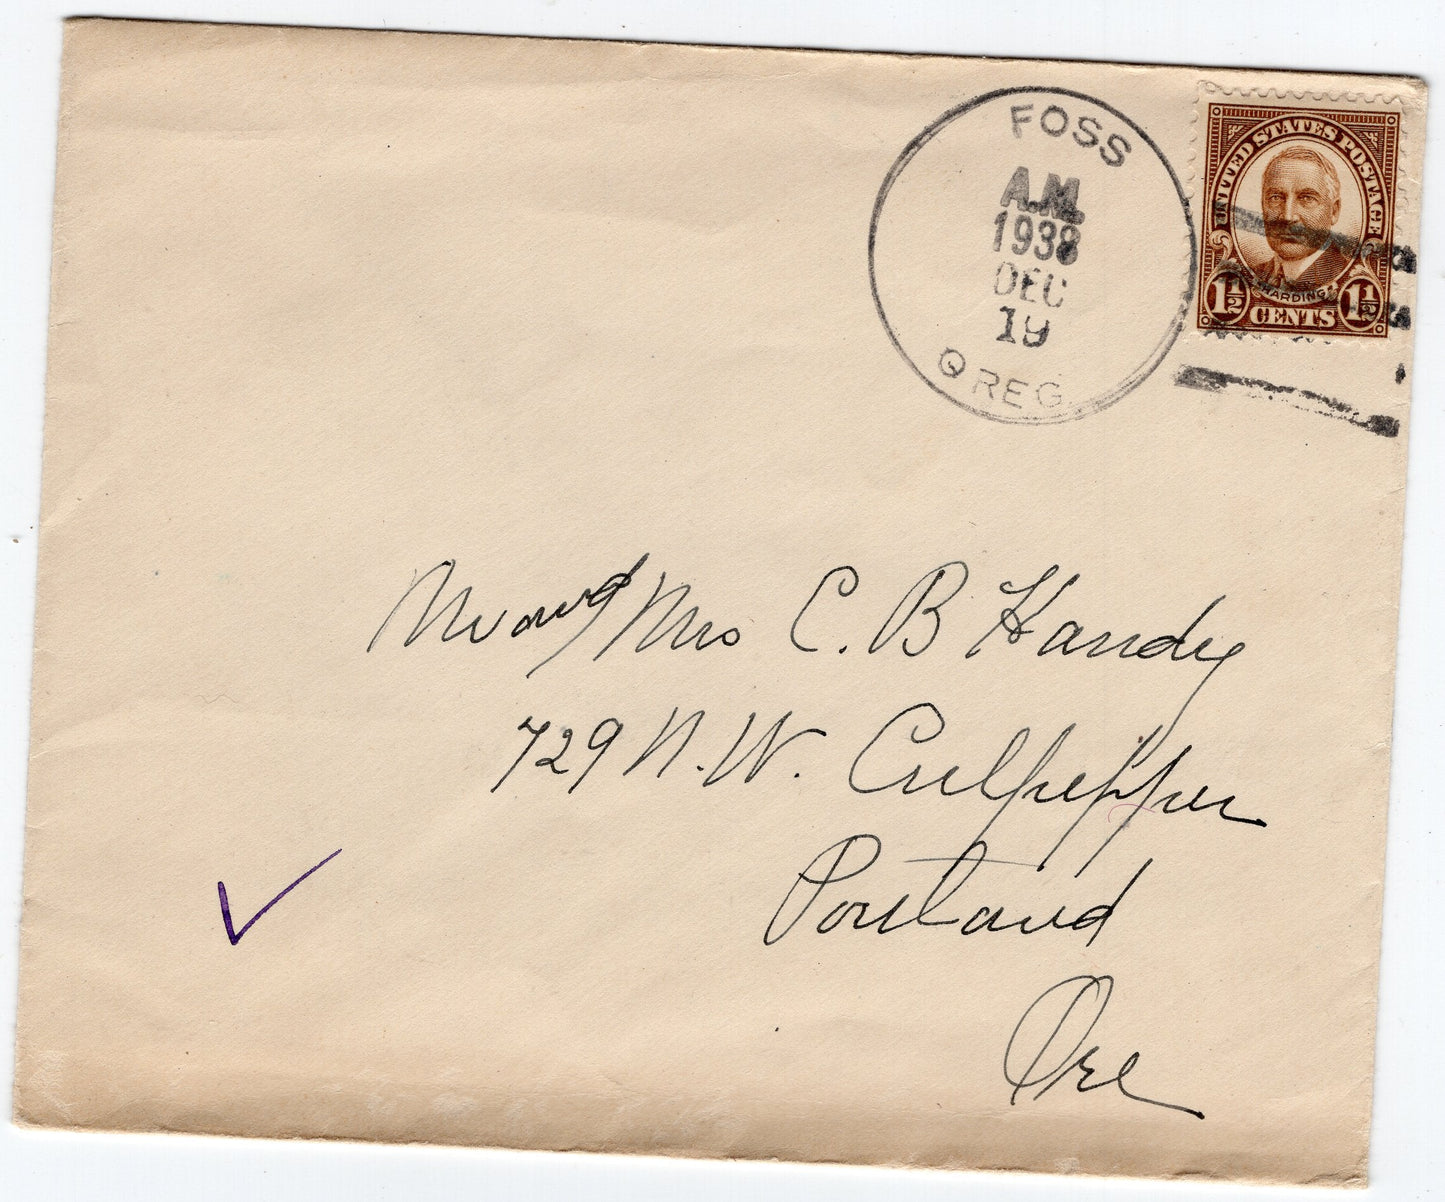 FOSS
A.M.
1938
DEC
19
OREG.
UNITED STATES POSTAGE
HARDING
1½ CENTS 1½
Mr and Mrs C. B Handy
729 N.W. Culpepper
Portland
Ore